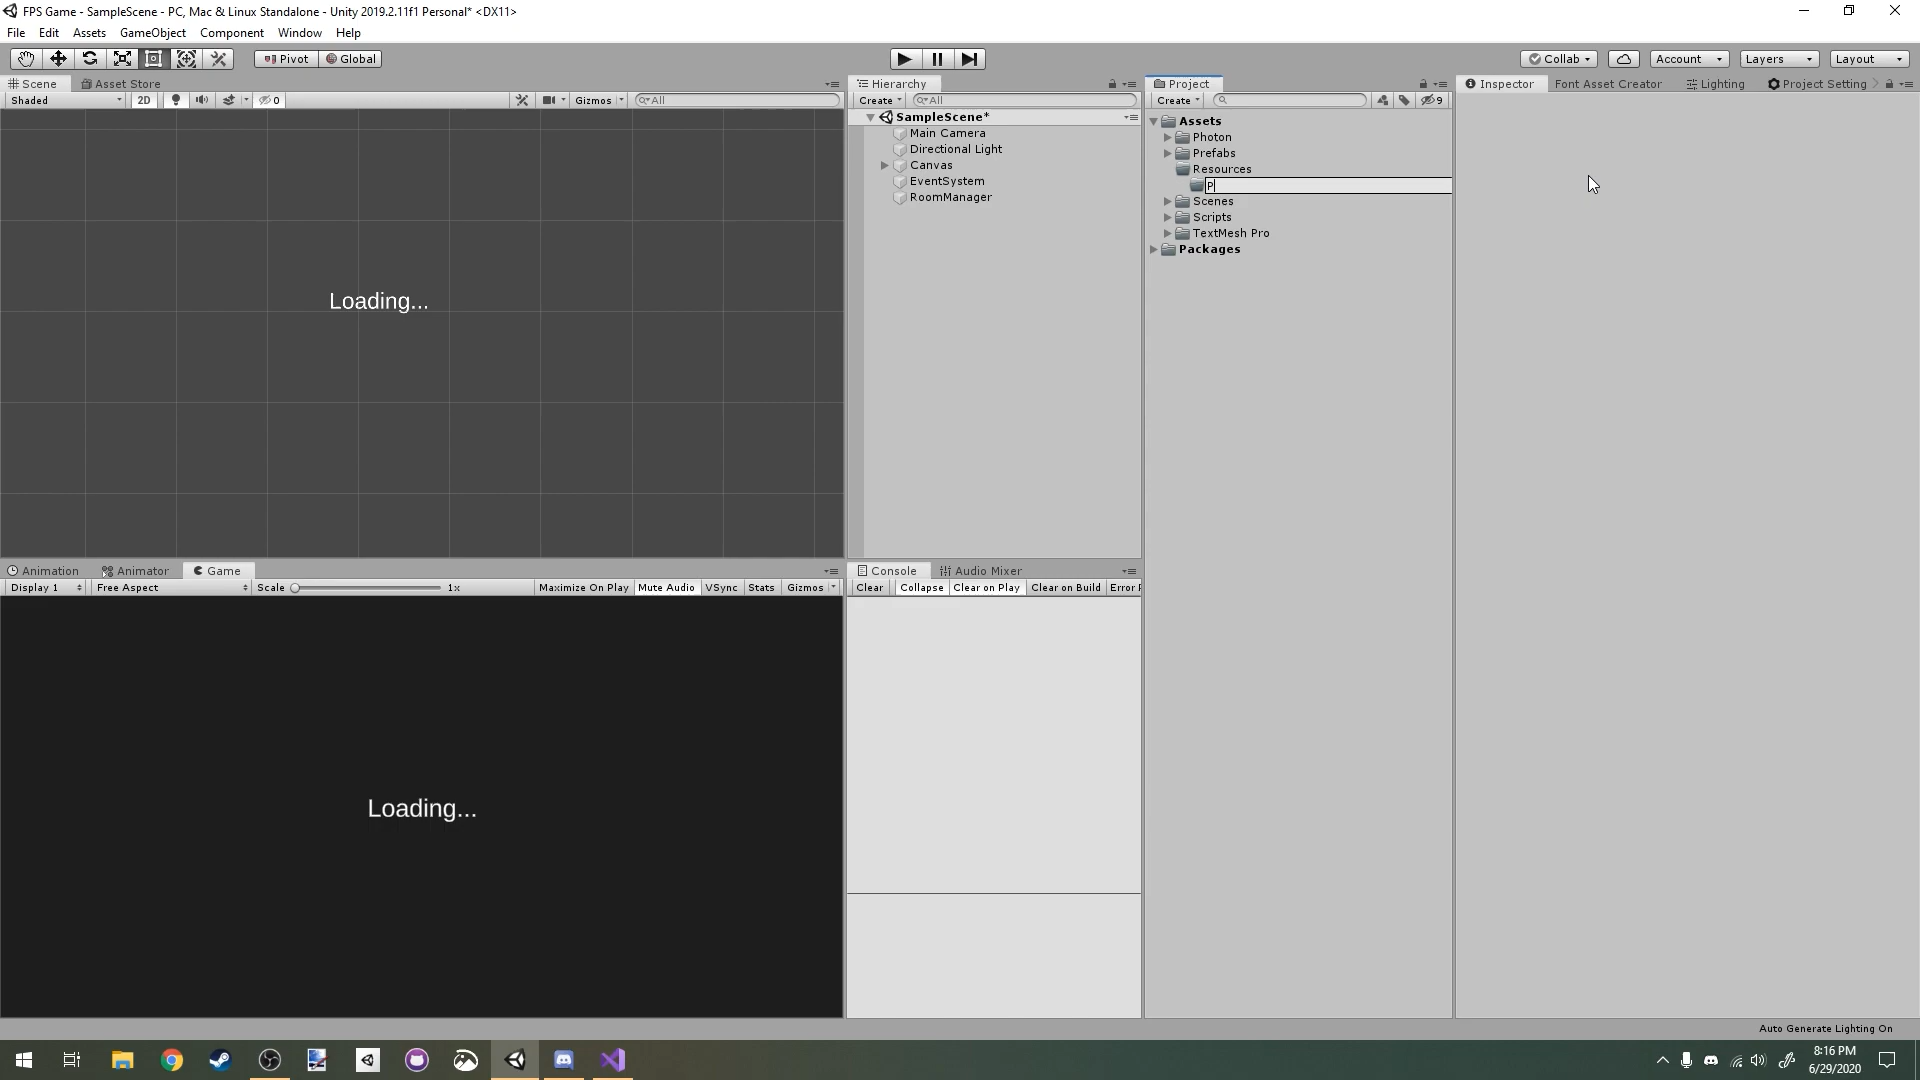 FPS Game - SampleScene - PC, Mac & Linux Standalone - Unity 2019.2.11f1 Personal* <DX11>
File Edit Assets GameObject Component Window Help
Pivot Global Collab Account Layers Layout
Scene Asset Store
Shaded 2D 0 Gizmos All
Loading...
Hierarchy
Create All
SampleScene*
Main Camera
Directional Light
Canvas
EventSystem
RoomManager
Project
Create 9
Assets
Photon
Prefabs
Resources
P
Scenes
Scripts
TextMesh Pro
Packages
Inspector Font Asset Creator Lighting Project Setting
Animation Animator Game
Display 1 Free Aspect Scale 1x Maximize On Play Mute Audio VSync Stats Gizmos
Loading...
Console Audio Mixer
Clear Collapse Clear on Play Clear on Build Error
Auto Generate Lighting On
8:16 PM
6/29/2020